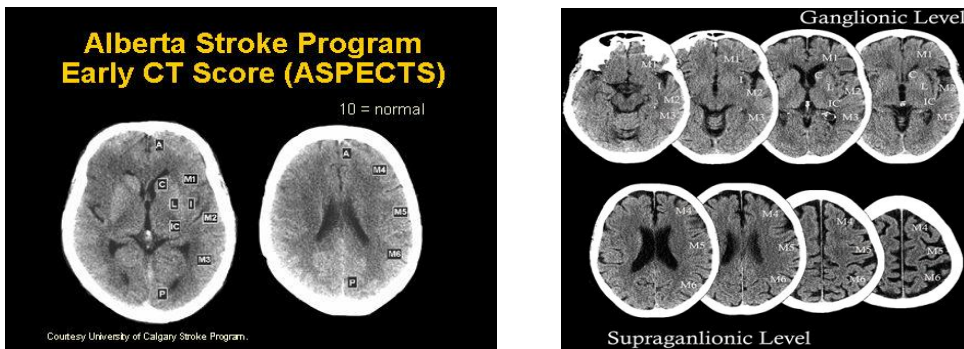 Alberta Stroke Program
Early CT Score (ASPECTS)
10 = normal
A
C
M1
L
I
M2
IC
M3
P
A
M4
M5
M6
P
Courtesy University of Calgary Stroke Program.
Ganglionic Level
M1
I
M2
M3
M1
I
M2
M3
M1
C
L
M2
IC
M3
M1
C
L
M2
IC
M3
M4
M5
M6
M4
M5
M6
M4
M5
M6
M4
M5
M6
Supraganlionic Level